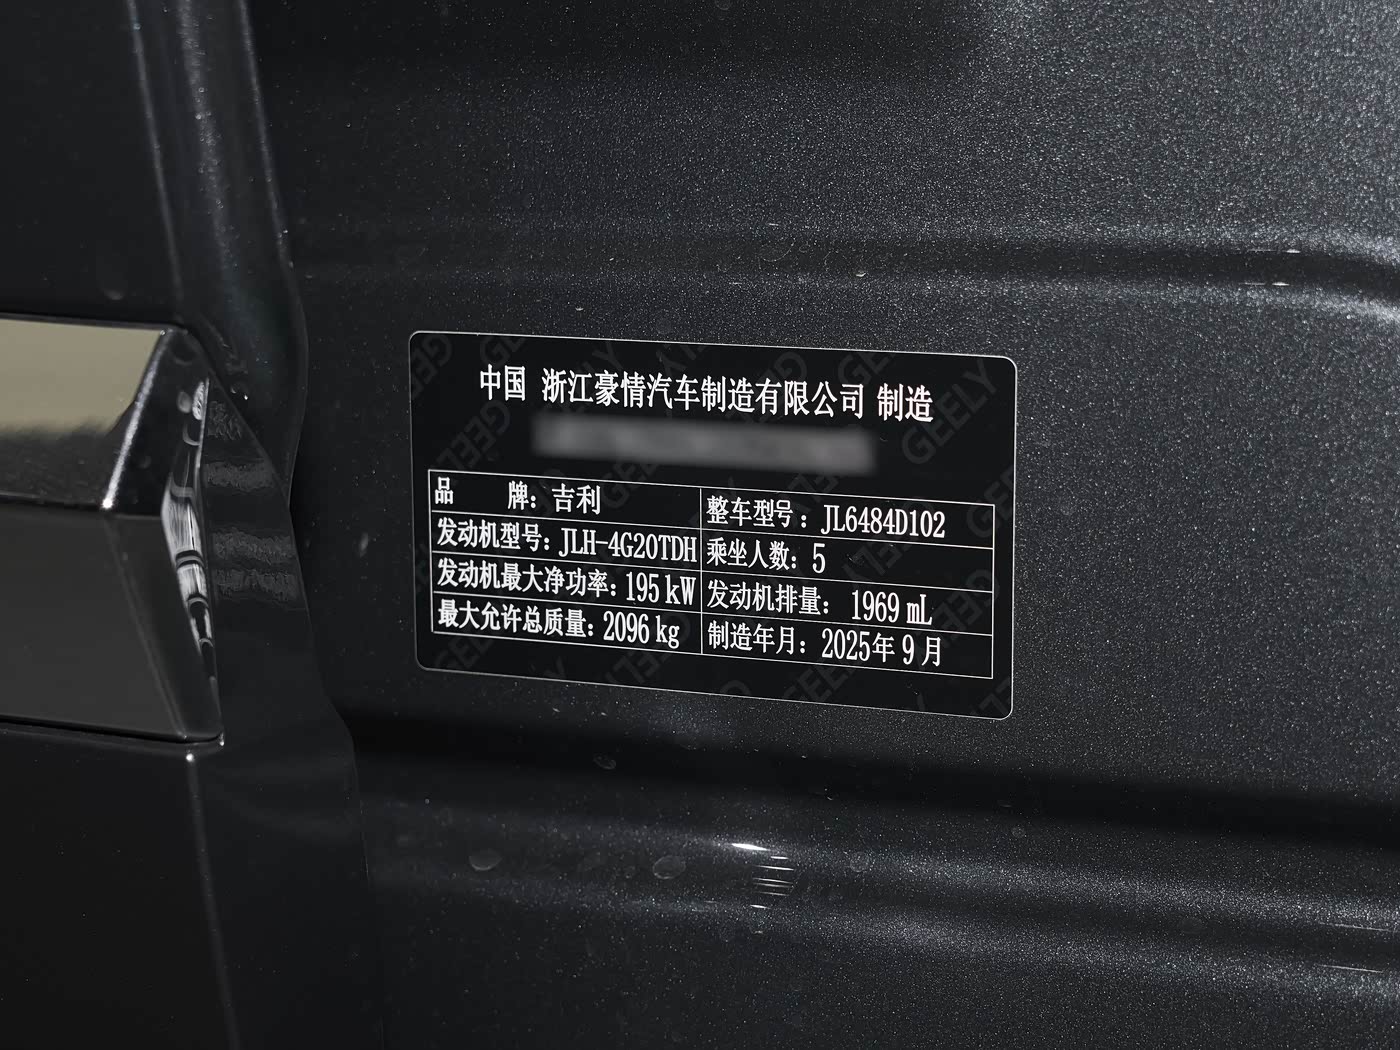 中国 浙江豪情汽车制造有限公司 制造
品 牌：吉利 整车型号：JL6484D102
发动机型号：JLH-4G20TDH 乘坐人数：5
发动机最大净功率：195 kW 发动机排量：1969 mL
最大允许总质量：2096 kg 制造年月：2025年 9 月